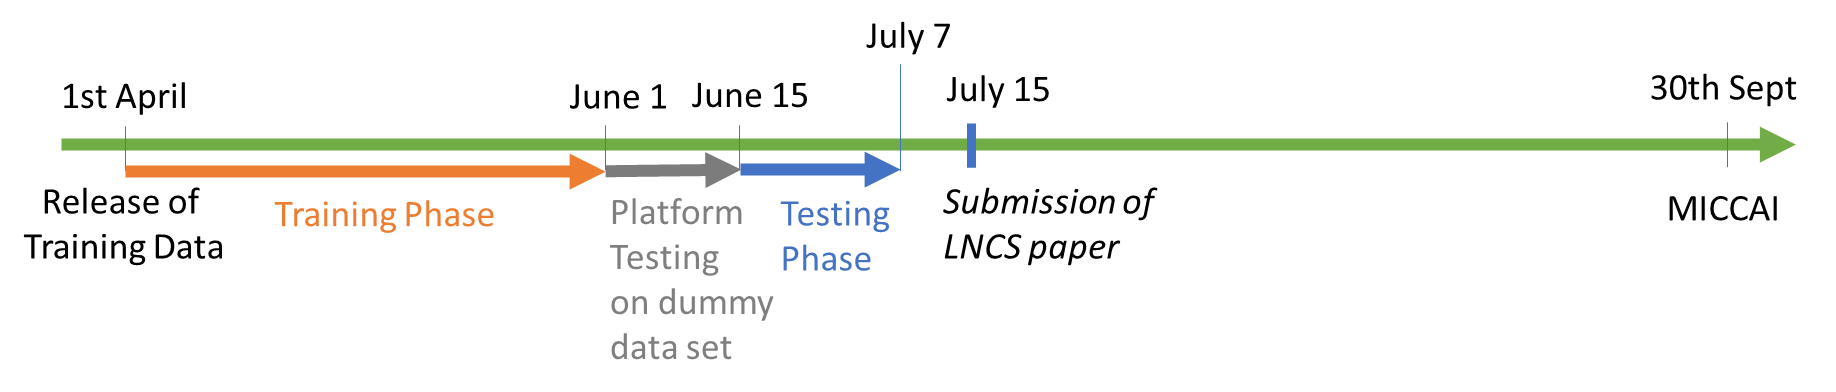 1st April
June 1
June 15
July 7
July 15
30th Sept
Release of
Training Data
Training Phase
Platform
Testing
on dummy
data set
Testing
Phase
Submission of
LNCS paper
MICCAI